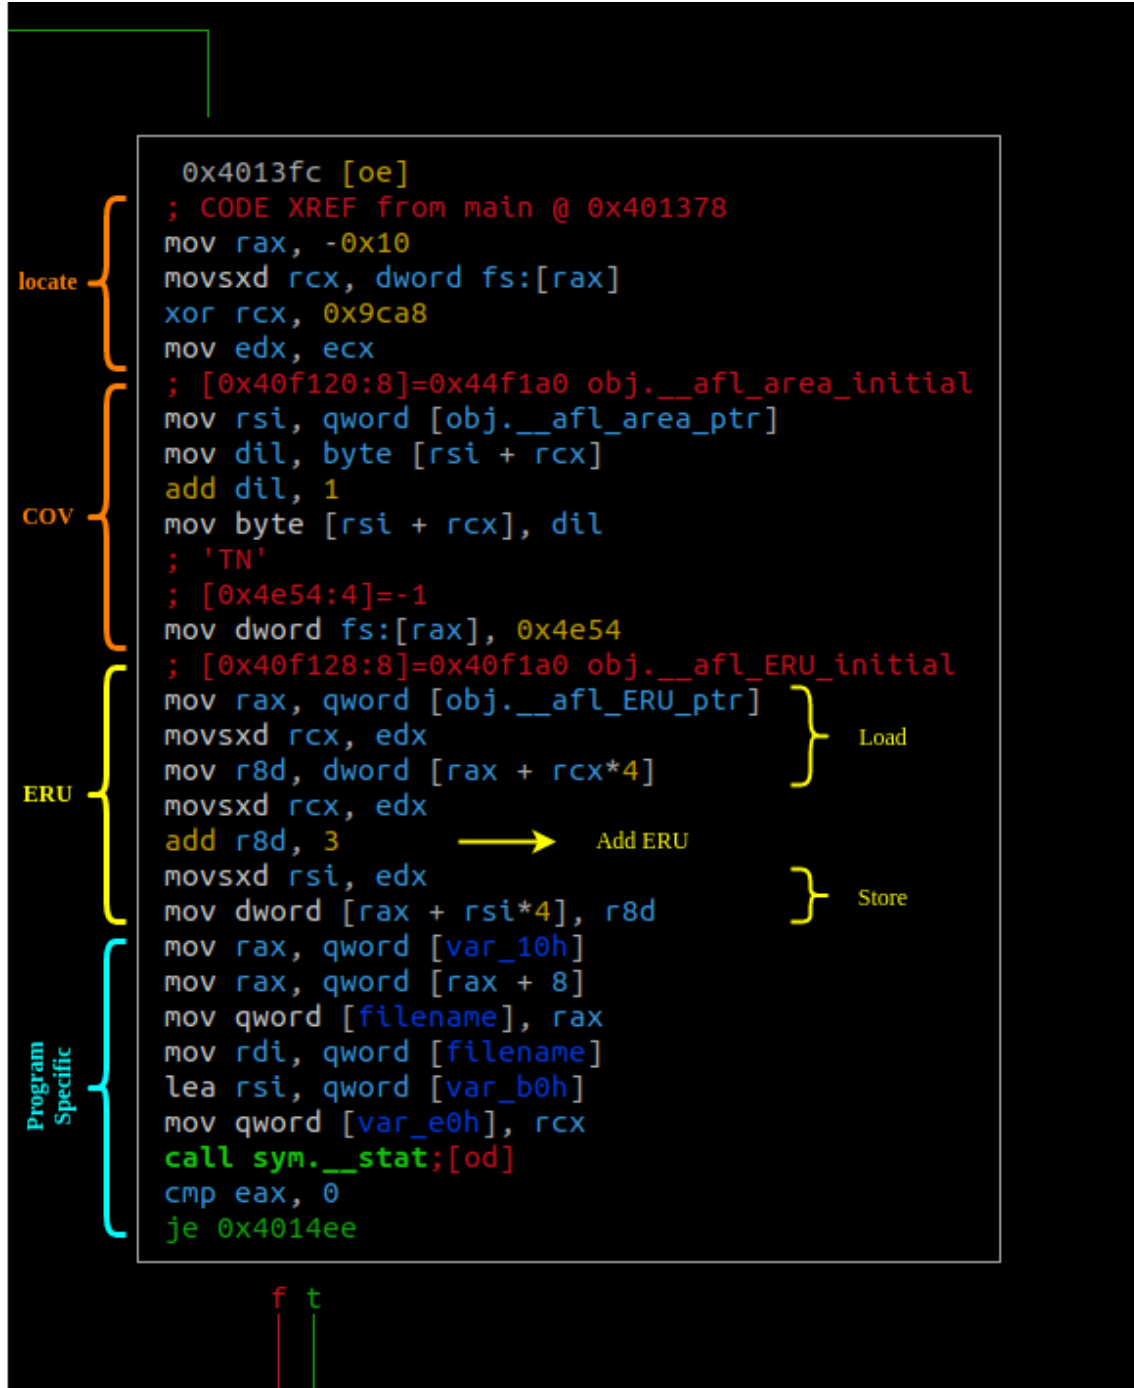 0x4013fc [oe]
; CODE XREF from main @ 0x401378
mov rax, -0x10
locate
movsxd rcx, dword fs:[rax]
xor rcx, 0x9ca8
mov edx, ecx
; [0x40f120:8]=0x44f1a0 obj.__afl_area_initial
mov rsi, qword [obj.__afl_area_ptr]
mov dil, byte [rsi + rcx]
add dil, 1
COV
mov byte [rsi + rcx], dil
; 'TN'
; [0x4e54:4]=-1
mov dword fs:[rax], 0x4e54
; [0x40f128:8]=0x40f1a0 obj.__afl_ERU_initial
mov rax, qword [obj.__afl_ERU_ptr]
movsxd rcx, edx
Load
mov r8d, dword [rax + rcx*4]
ERU
movsxd rcx, edx
add r8d, 3
Add ERU
movsxd rsi, edx
Store
mov dword [rax + rsi*4], r8d
mov rax, qword [var_10h]
mov rax, qword [rax + 8]
mov qword [filename], rax
mov rdi, qword [filename]
Program
Specific
lea rsi, qword [var_b0h]
mov qword [var_e0h], rcx
call sym.__stat;[od]
cmp eax, 0
je 0x4014ee
f t